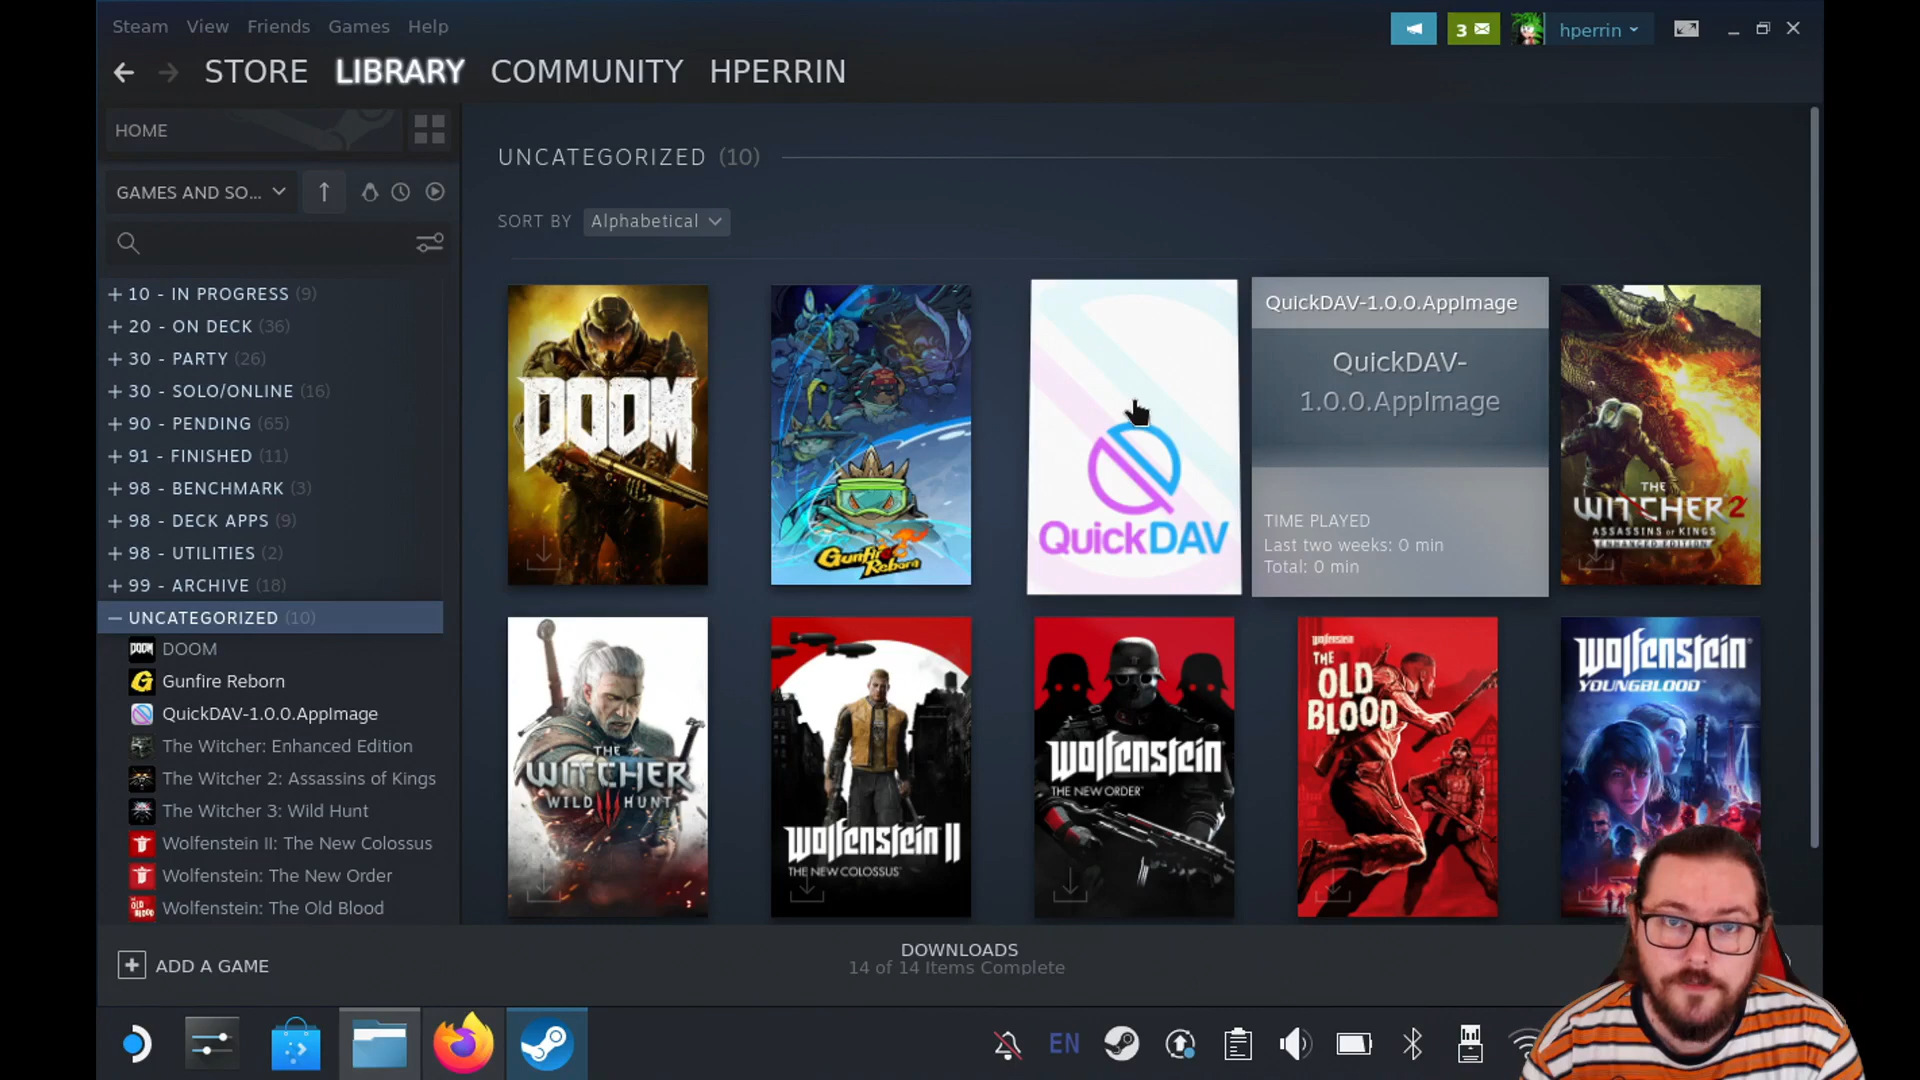 Steam View Friends Games Help
3 hperrin
STORE LIBRARY COMMUNITY HPERRIN
HOME
GAMES AND SO...
10 - IN PROGRESS (9)
20 - ON DECK (36)
30 - PARTY (26)
30 - SOLO/ONLINE (16)
90 - PENDING (65)
91 - FINISHED (11)
98 - BENCHMARK (3)
98 - DECK APPS (9)
98 - UTILITIES (2)
99 - ARCHIVE (18)
UNCATEGORIZED (10)
DOOM
Gunfire Reborn
QuickDAV-1.0.0.AppImage
The Witcher: Enhanced Edition
The Witcher 2: Assassins of Kings
The Witcher 3: Wild Hunt
Wolfenstein II: The New Colossus
Wolfenstein: The New Order
Wolfenstein: The Old Blood
UNCATEGORIZED (10)
SORT BY Alphabetical
DOOM
Gunfire
Reborn
QuickDAV
QuickDAV-1.0.0.AppImage
QuickDAV-
1.0.0.AppImage
TIME PLAYED
Last two weeks: 0 min
Total: 0 min
THE
WITCHER 2
ASSASSINS OF KINGS
ENHANCED EDITION
THE
WITCHER
WILD HUNT
Wolfenstein II
THE NEW COLOSSUS
Wolfenstein
THE NEW ORDER
Wolfenstein
THE
OLD
BLOOD
Wolfenstein
YOUNGBLOOD
ADD A GAME
DOWNLOADS
14 of 14 Items Complete
EN